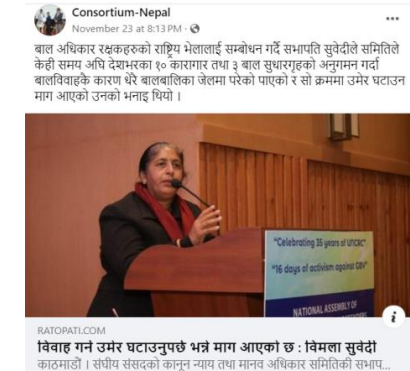 Consortium-Nepal
November 23 at 8:13 PM ·
बाल अधिकार रक्षकहरुको राष्ट्रिय भेलालाई सम्बोधन गर्दै सभापति सुवेदीले समितिले
केही समय अघि देशभरका १० कारागार तथा ३ बाल सुधारगृहको अनुगमन गर्दा
बालविवाहकै कारण धेरै बालबालिका जेलमा परेको पाएको र सो क्रममा उमेर घटाउन
माग आएको उनको भनाइ थियो ।
"Celebrating 35 years of UNCRC"
"16 days of activism against GBV"
NATIONAL ASSEMBLY OF
RATOPATI.COM
विवाह गर्ने उमेर घटाउनुपर्छ भन्ने माग आएको छ : विमला सुवेदी
काठमाडौं । संघीय संसदको कानून न्याय तथा मानव अधिकार समितिकी सभाप...